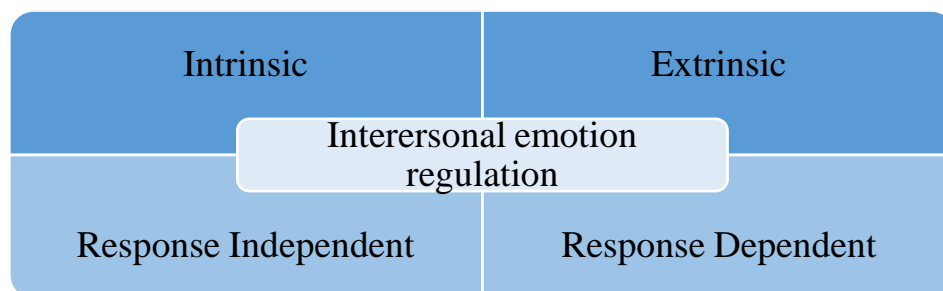 Intrinsic
Extrinsic
Interersonal emotion
regulation
Response Independent
Response Dependent